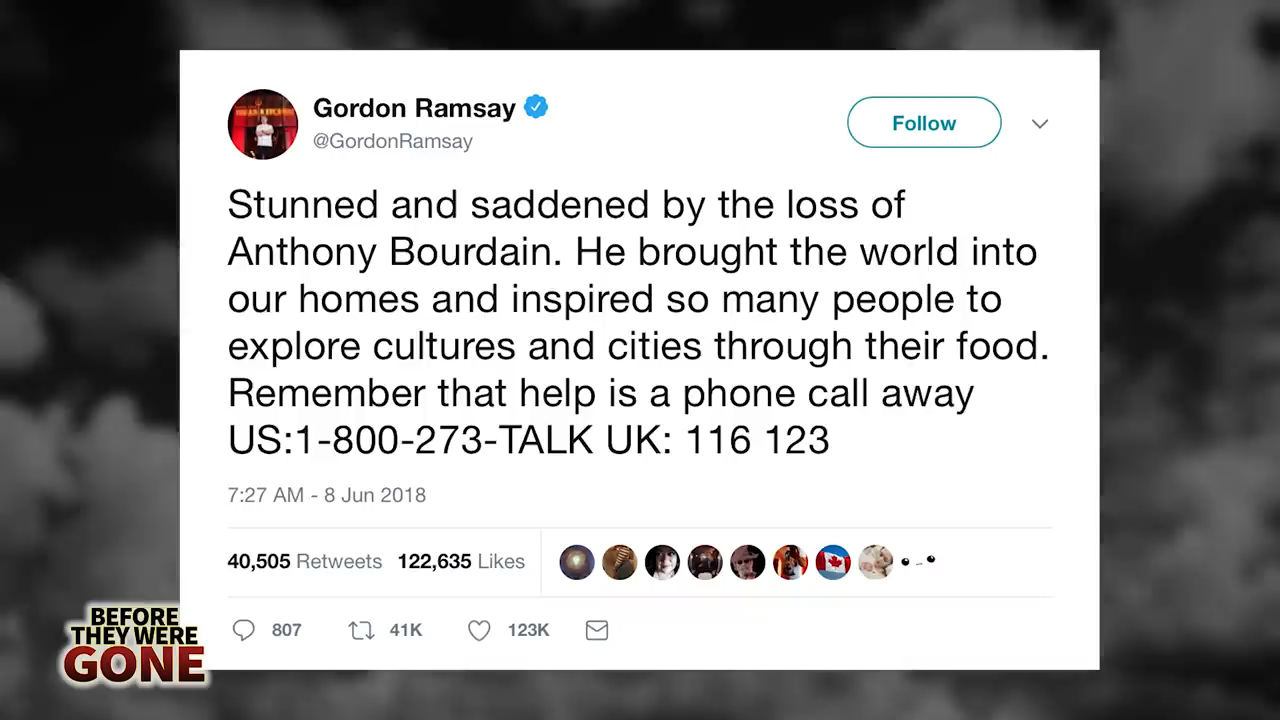 Gordon Ramsay
@GordonRamsay
Follow
Stunned and saddened by the loss of
Anthony Bourdain. He brought the world into
our homes and inspired so many people to
explore cultures and cities through their food.
Remember that help is a phone call away
US:1-800-273-TALK UK: 116 123
7:27 AM - 8 Jun 2018
40,505 Retweets 122,635 Likes
807 41K 123K
BEFORE
THEY WERE
GONE